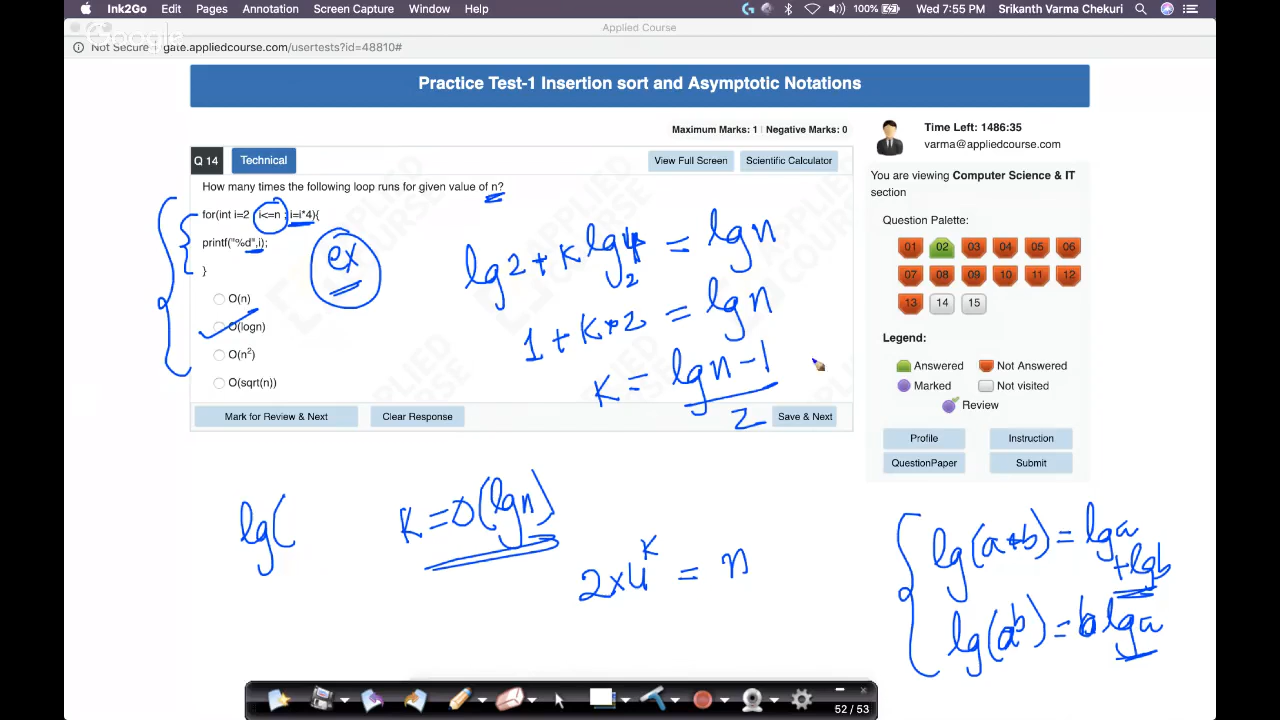 Ink2Go Edit Pages Annotation Screen Capture Window Help 100% Wed 7:55 PM Srikanth Varma Chekuri
Applied Course
Not Secure gate.appliedcourse.com/usertests?id=48810#
Google
Practice Test-1 Insertion sort and Asymptotic Notations
Maximum Marks: 1 | Negative Marks: 0
Q 14 Technical View Full Screen Scientific Calculator
How many times the following loop runs for given value of n?
for(int i=2 ; i<=n ; i=i*4){
printf("%d",i);
}
O(n)
O(logn)
O(n²)
O(sqrt(n))
ex
lg2 + k lg4 = lgn
2
1 + k*2 = lgn
k = lgn - 1
2
Mark for Review & Next Clear Response Save & Next
Time Left: 1486:35
varma@appliedcourse.com
You are viewing Computer Science & IT
section
Question Palette:
01 02 03 04 05 06
07 08 09 10 11 12
13 14 15
Legend:
Answered Not Answered
Marked Not visited
Review
Profile Instruction
QuestionPaper Submit
lg( k = O(lgn)
2x4^k = n
lg(a*b) = lga
+lgb
lg(a^b) = b lga
APPLIED COURSE
52 / 53